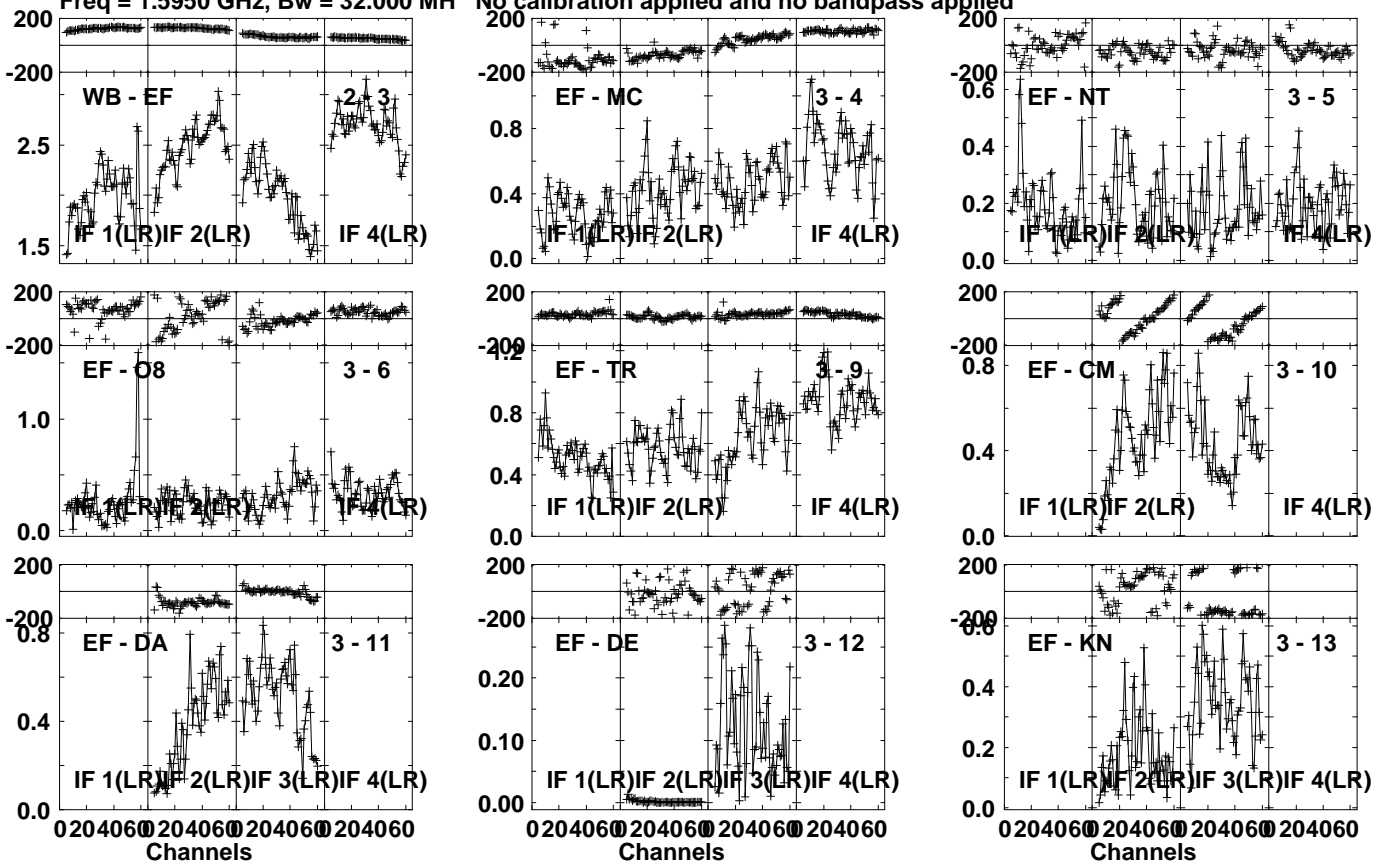 Freq = 1.5950 GHz, Bw = 32.000 MH No calibration applied and no bandpass applied
200
-200
WB - EF 2 - 3
2.5
1.5
IF 1(LR) IF 2(LR) IF 4(LR)
200
-200
EF - MC 3 - 4
0.8
0.4
0.0
IF 1(LR) IF 2(LR) IF 4(LR)
200
-200
0.6
EF - NT 3 - 5
0.4
0.2
0.0
IF 1(LR) IF 2(LR) IF 4(LR)
200
-200
EF - O8 3 - 6
1.0
0.0
IF 1(LR) IF 2(LR) IF 4(LR)
200
-200
1.2
EF - TR 3 - 9
0.8
0.4
0.0
IF 1(LR) IF 2(LR) IF 4(LR)
200
-200
0.8
EF - CM 3 - 10
0.4
0.0
IF 1(LR) IF 2(LR) IF 4(LR)
200
-200
0.8
EF - DA 3 - 11
0.4
0.0
IF 1(LR) IF 2(LR) IF 3(LR) IF 4(LR)
0 20 40 60 0 20 40 60 0 20 40 60 0 20 40 60
Channels
200
-200
EF - DE 3 - 12
0.20
0.10
0.00
IF 1(LR) IF 2(LR) IF 3(LR) IF 4(LR)
0 20 40 60 0 20 40 60 0 20 40 60 0 20 40 60
Channels
200
-200
0.6
EF - KN 3 - 13
0.4
0.2
0.0
IF 1(LR) IF 2(LR) IF 3(LR) IF 4(LR)
0 20 40 60 0 20 40 60 0 20 40 60 0 20 40 60
Channels